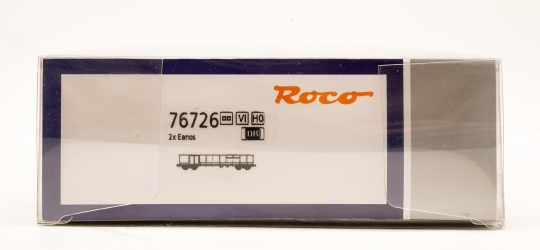 Roco
76726 VI H0
DB
2x Eanos